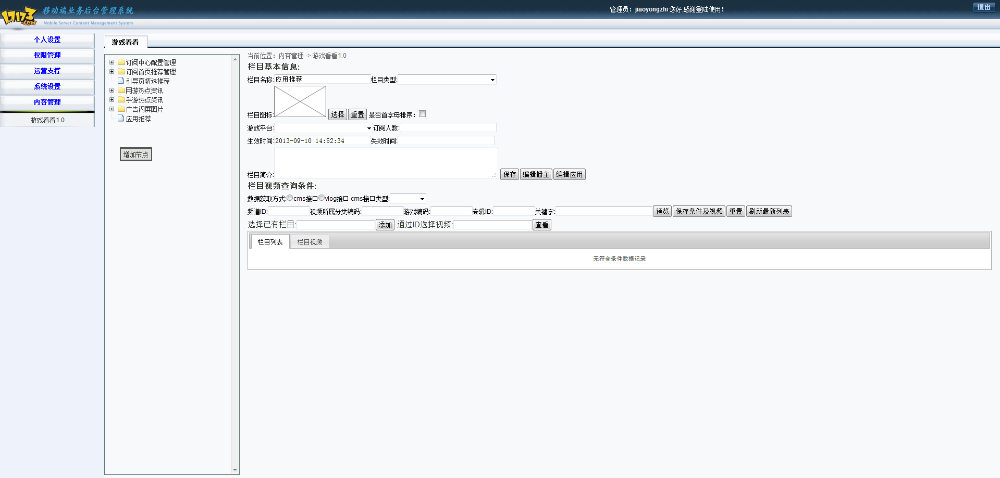 17173.COM
移动端业务后台管理系统
Mobile Server Content Management System
管理员：jiaoyongzhi 您好,感谢登陆使用！
退出
个人设置
权限管理
运营支撑
系统设置
内容管理
游戏看看1.0
游戏看看
订阅中心配置管理
订阅首页推荐管理
引导页精选推荐
网游热点资讯
手游热点资讯
广告闪屏图片
应用推荐
增加节点
当前位置：内容管理 -> 游戏看看1.0
栏目基本信息:
栏目名称:应用推荐 栏目类型:
栏目图标: 选择 重置 是否首字母排序：
游戏平台: 订阅人数:
生效时间:2013-09-10 14:52:34 失效时间:
栏目简介: 保存 编辑播主 编辑应用
栏目视频查询条件:
数据获取方式: cms接口 vlog接口 cms接口类型:
频道ID: 视频所属分类编码: 游戏编码: 专辑ID: 关键字: 预览 保存条件及视频 重置 刷新最新列表
选择已有栏目: 添加 通过ID选择视频: 查看
栏目列表 栏目视频
无符合条件数据记录